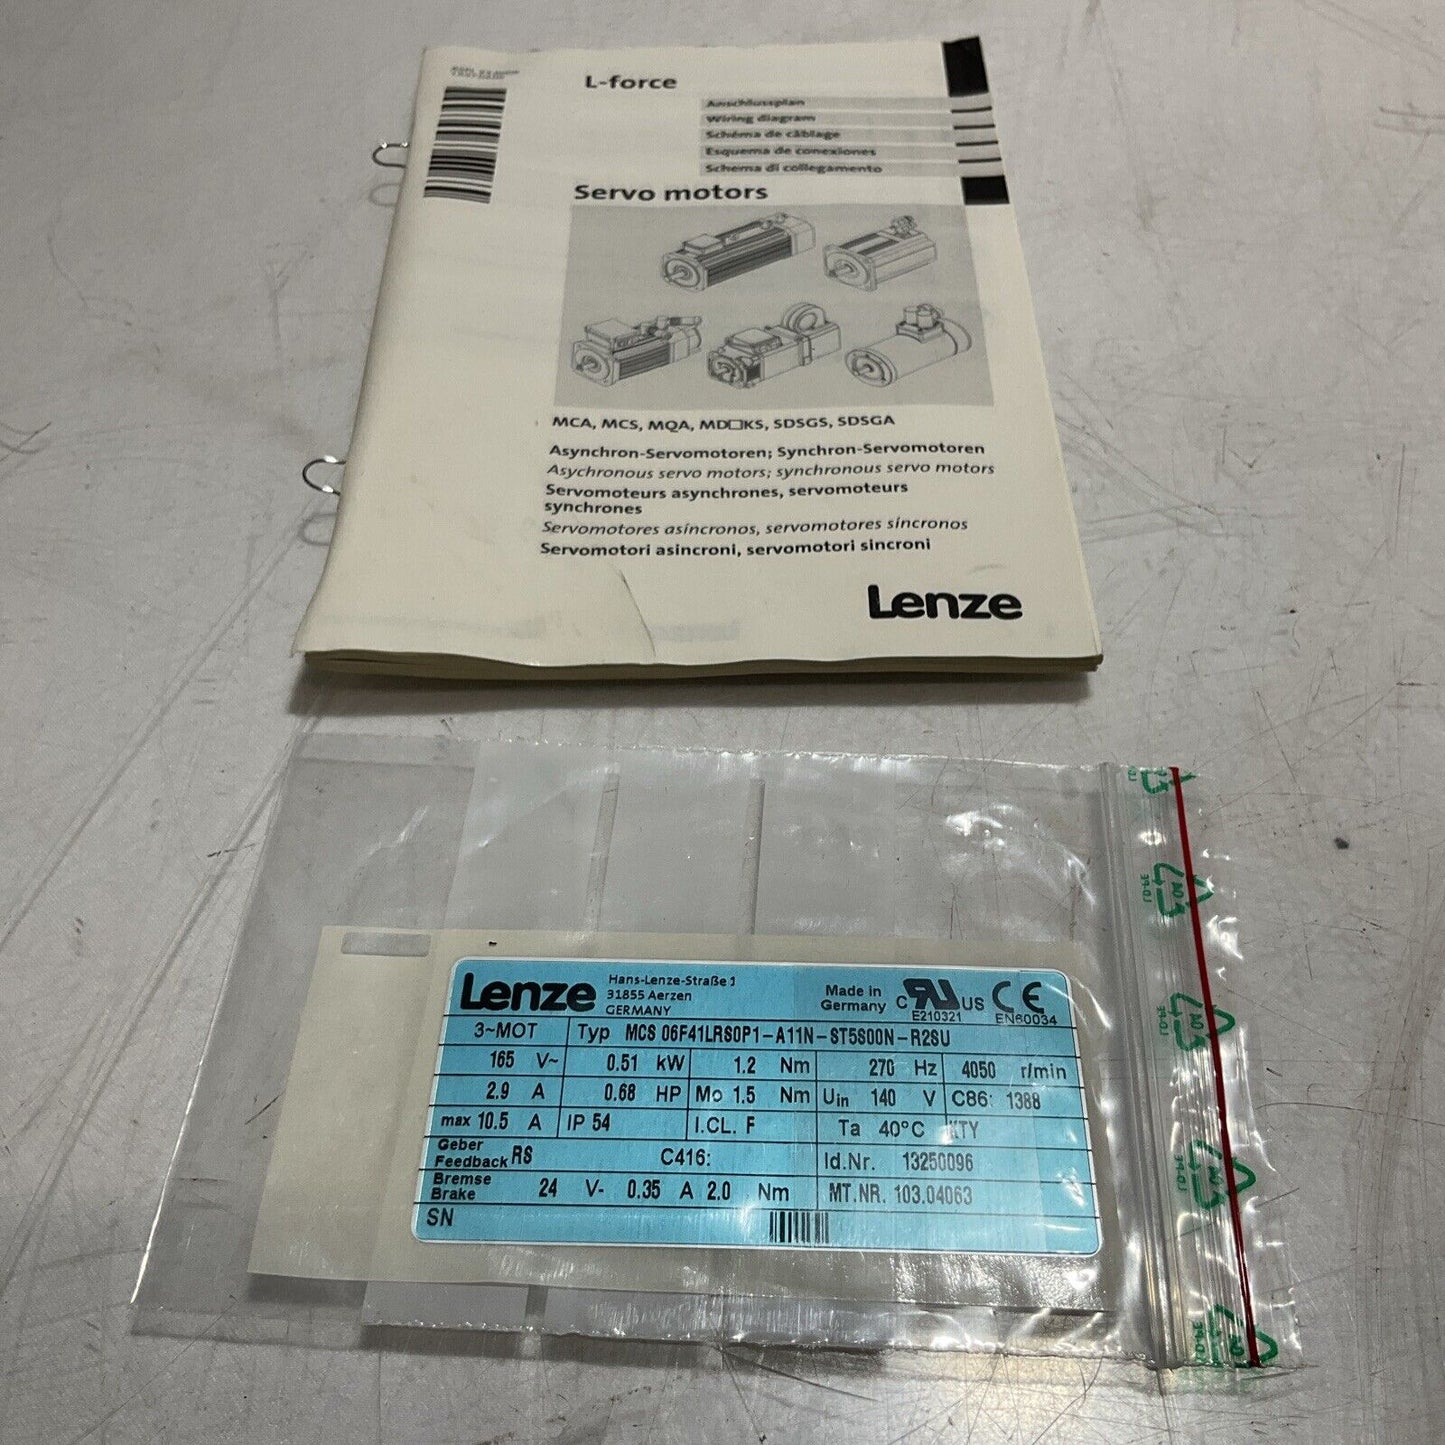 L-force
Anschlussplan
Wiring diagram
Schéma de câblage
Esquema de conexiones
Schema di collegamento
Servo motors
MCA, MCS, MQA, MD□KS, SDSGS, SDSGA
Asynchron-Servomotoren; Synchron-Servomotoren
Asychronous servo motors; synchronous servo motors
Servomoteurs asynchrones, servomoteurs
synchrones
Servomotores asíncronos, servomotores síncronos
Servomotori asincroni, servomotori sincroni
Lenze
Lenze Hans-Lenze-Straße 1
31855 Aerzen
GERMANY
Made in
Germany
C RU US CE
E210321 EN60034
3~MOT Typ MCS 06F41LRS0P1-A11N-ST5S00N-R2SU
165 V~ 0.51 kW 1.2 Nm 270 Hz 4050 r/min
2.9 A 0.68 HP Mo 1.5 Nm Uin 140 V C86: 1388
max 10.5 A IP 54 I.CL. F Ta 40°C KTY
Geber
Feedback RS C416: Id.Nr. 13250096
Bremse
Brake 24 V- 0.35 A 2.0 Nm MT.NR. 103.04063
SN